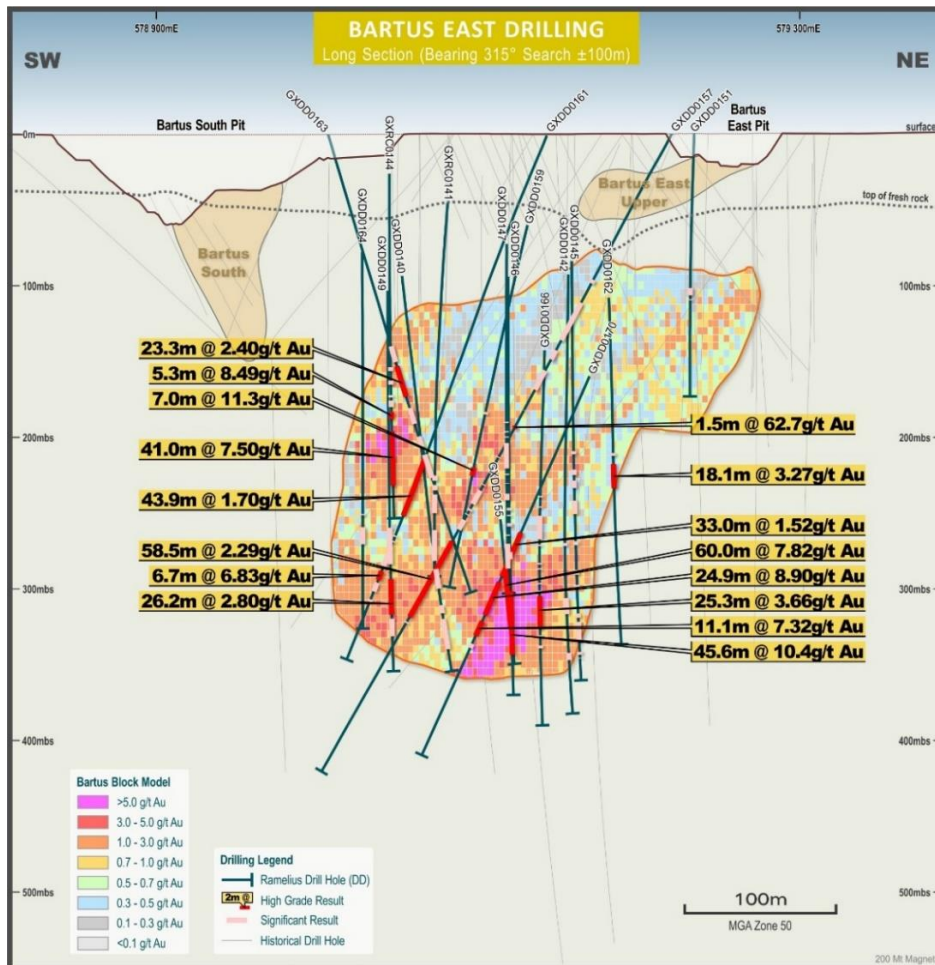 578 900mE
579 300mE
BARTUS EAST DRILLING
Long Section (Bearing 315° Search ±100m)
SW
NE
GXDD0163
GXRC0144
GXDD0161
GXDD0157
GXDD0151
Bartus South Pit
Bartus
East Pit
0m
surface
GXRC0141
GXDD0159
GXDD0147
GXDD0146
Bartus East
Upper
top of fresh rock
GXDD0164
GXDD0149
GXDD0140
GXDD0142
GXDD0145
GXDD0162
Bartus
South
100mbs
100mbs
GXDD0166
GXDD0170
23.3m @ 2.40g/t Au
5.3m @ 8.49g/t Au
7.0m @ 11.3g/t Au
1.5m @ 62.7g/t Au
200mbs
200mbs
41.0m @ 7.50g/t Au
18.1m @ 3.27g/t Au
GXDD0155
43.9m @ 1.70g/t Au
33.0m @ 1.52g/t Au
58.5m @ 2.29g/t Au
60.0m @ 7.82g/t Au
6.7m @ 6.83g/t Au
24.9m @ 8.90g/t Au
300mbs
300mbs
26.2m @ 2.80g/t Au
25.3m @ 3.66g/t Au
11.1m @ 7.32g/t Au
45.6m @ 10.4g/t Au
400mbs
400mbs
Bartus Block Model
>5.0 g/t Au
3.0 - 5.0 g/t Au
1.0 - 3.0 g/t Au
0.7 - 1.0 g/t Au
0.5 - 0.7 g/t Au
0.3 - 0.5 g/t Au
0.1 - 0.3 g/t Au
<0.1 g/t Au
Drilling Legend
Ramelius Drill Hole (DD)
2m @
High Grade Result
Significant Result
Historical Drill Hole
500mbs
500mbs
100m
MGA Zone 50
200 Mt Magnet